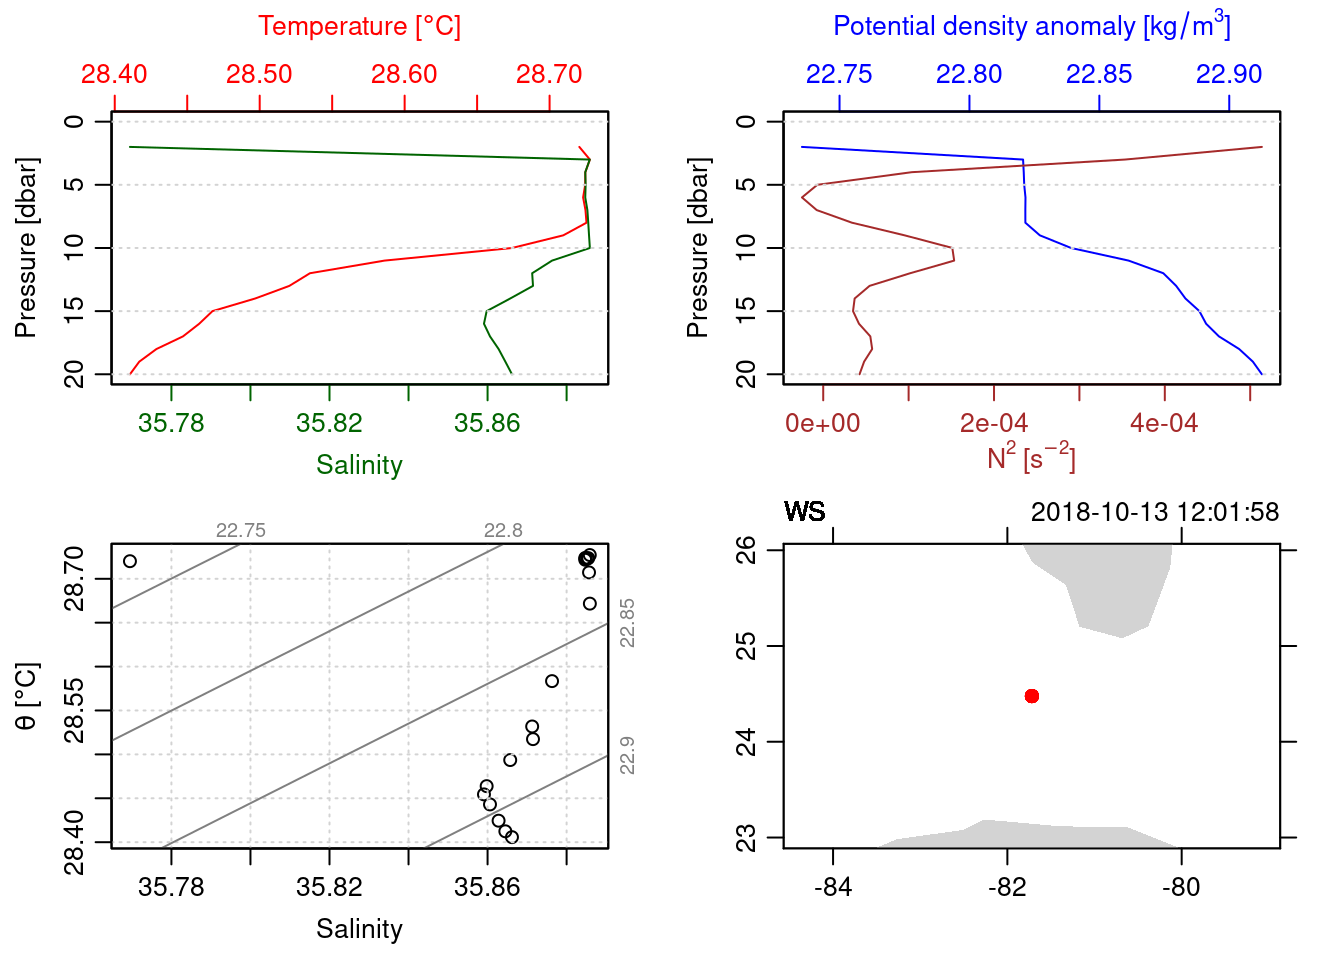 Temperature [°C]
28.40 28.50 28.60 28.70
Pressure [dbar]
0
5
10
15
20
35.78 35.82 35.86
Salinity
Potential density anomaly [kg/m³]
22.75 22.80 22.85 22.90
Pressure [dbar]
0
5
10
15
20
0e+00 2e-04 4e-04
N² [s⁻²]
22.75 22.8
22.85
22.9
θ [°C]
28.70
28.55
28.40
35.78 35.82 35.86
Salinity
WS 2018-10-13 12:01:58
26
25
24
23
-84 -82 -80